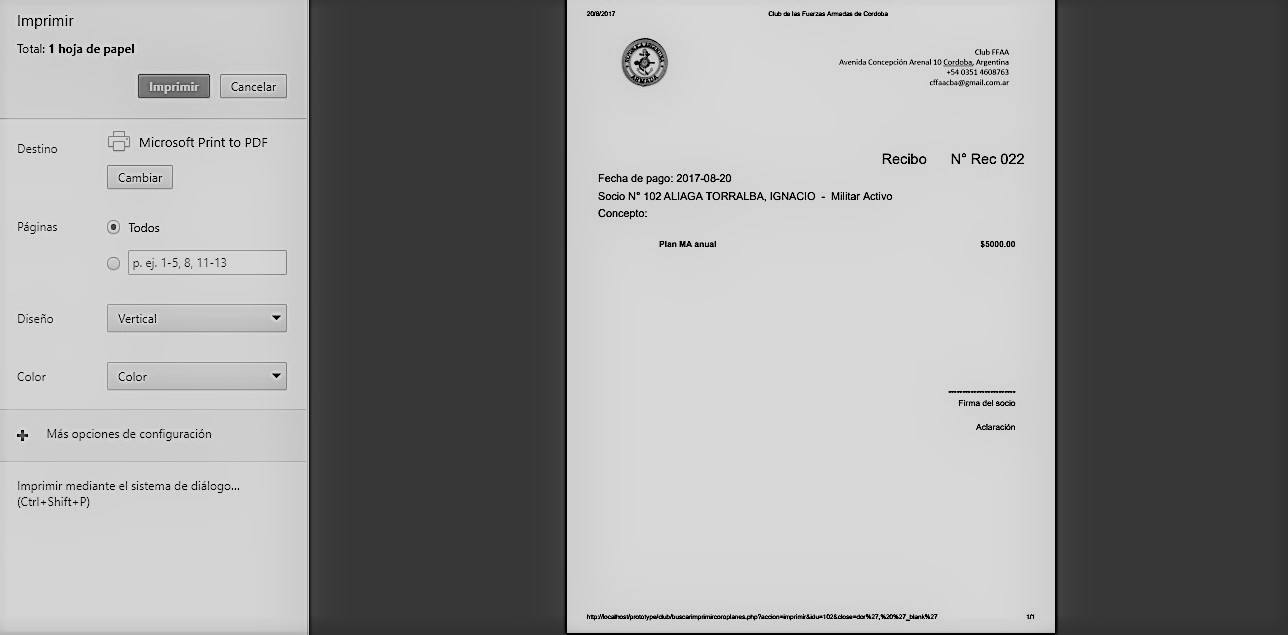 Imprimir
Total: 1 hoja de papel
Imprimir Cancelar
Destino Microsoft Print to PDF
Cambiar
Páginas Todos
p. ej. 1-5, 8, 11-13
Diseño Vertical
Color Color
Más opciones de configuración
Imprimir mediante el sistema de diálogo...
(Ctrl+Shift+P)
20/8/2017 Club de las Fuerzas Armadas de Cordoba
ARMADA
Club FFAA
Avenida Concepción Arenal 10 Cordoba, Argentina
+54 0351 4608763
cffaacba@gmail.com.ar
Recibo N° Rec 022
Fecha de pago: 2017-08-20
Socio N° 102 ALIAGA TORRALBA, IGNACIO - Militar Activo
Concepto:
Plan MA anual $5000.00
Firma del socio
Aclaración
http://localhost/prototype/club/buscarimprimircoroplanes.php?accion=imprimir&idu=102&close=dor%27,%20%27_blank%27 1/1